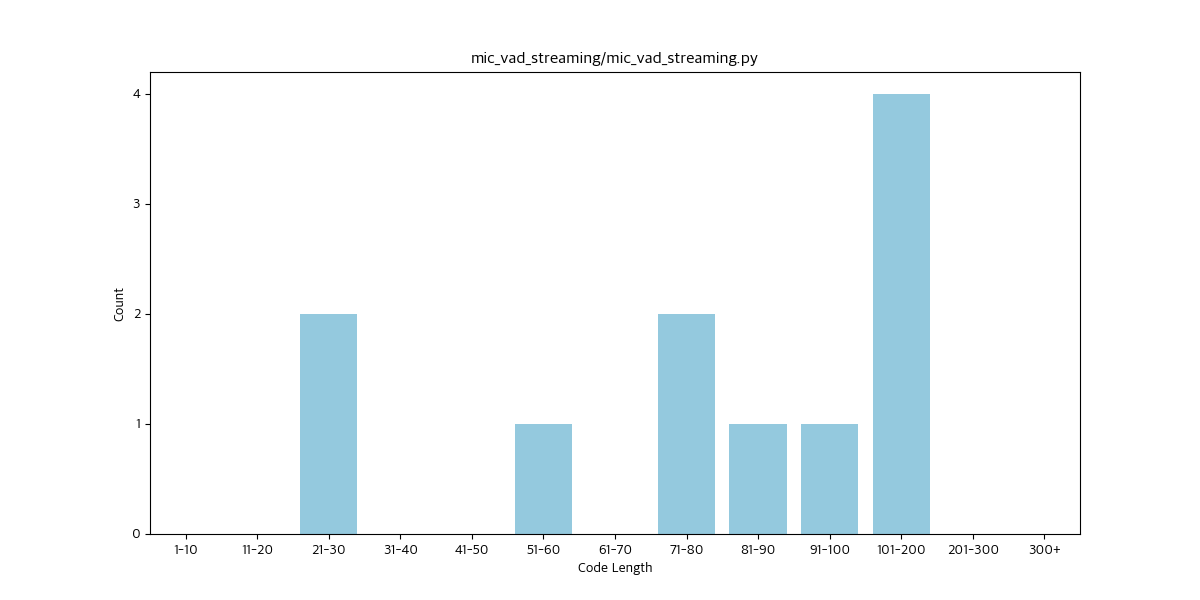 mic_vad_streaming/mic_vad_streaming.py
4
3
2
1
0
Count
1-10 11-20 21-30 31-40 41-50 51-60 61-70 71-80 81-90 91-100 101-200 201-300 300+
Code Length